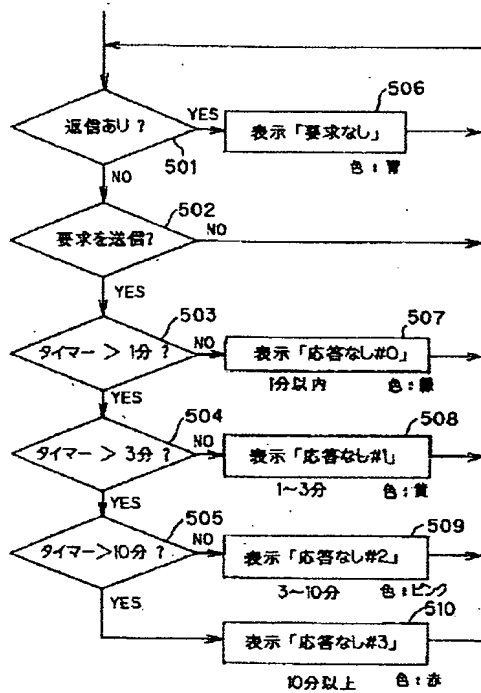 返信あり？
YES
506
表示「要求なし」
501
色：青
NO
502
要求を送信？
NO
YES
503
タイマー ＞ 1分 ？
NO
507
表示「応答なし#0」
1分以内
色：緑
YES
504
タイマー ＞ 3分 ？
NO
508
表示「応答なし#1」
1～3分
色：黄
YES
505
タイマー＞10分 ？
NO
509
表示「応答なし#2」
3～10分
色：ピンク
YES
510
表示「応答なし#3」
10分以上
色：赤